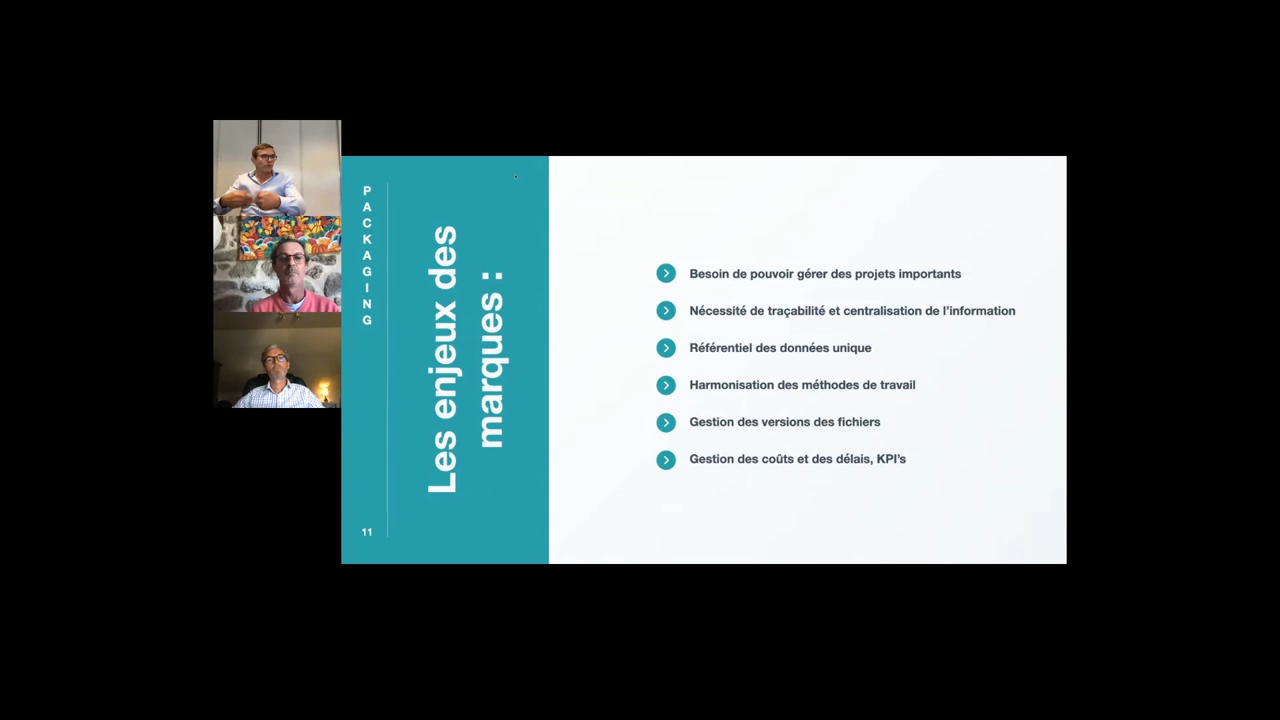 PACKAGING
Les enjeux des
marques :
11
Besoin de pouvoir gérer des projets importants
Nécessité de traçabilité et centralisation de l’information
Référentiel des données unique
Harmonisation des méthodes de travail
Gestion des versions des fichiers
Gestion des coûts et des délais, KPI’s